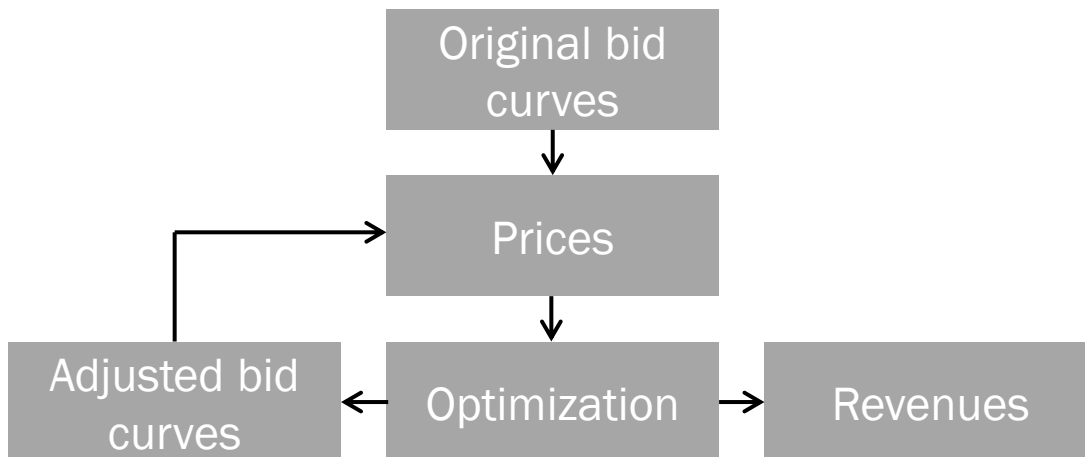 Original bid
curves
Prices
Adjusted bid
curves
Optimization
Revenues